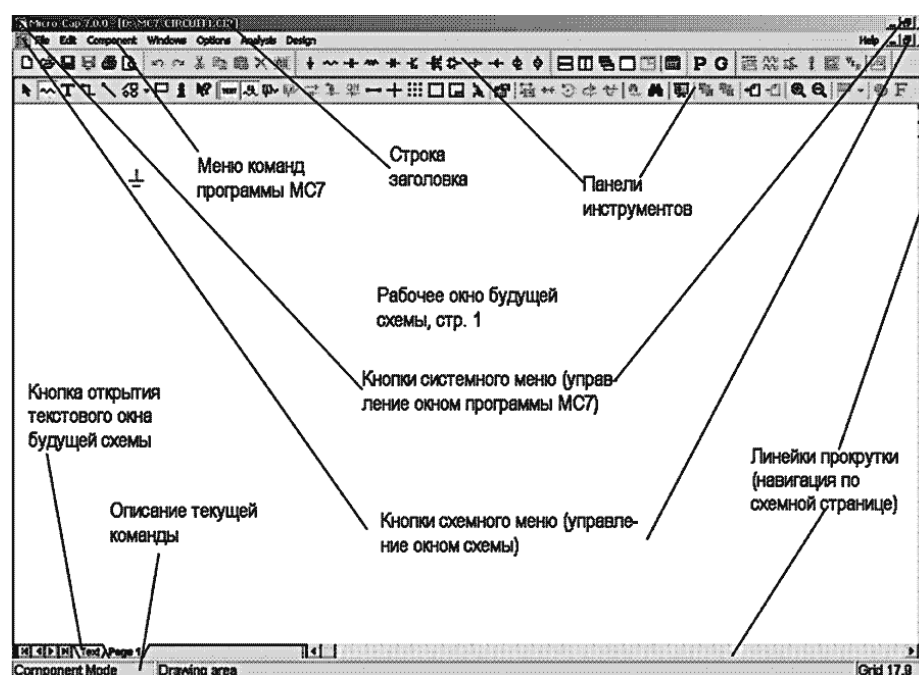 Micro-Cap 7.0.0 - [D:\MC7\CIRCUIT1.CIR]
File Edit Component Windows Options Analysis Design Help
P G
T
F
Меню команд
программы МС7
Строка
заголовка
Панели
инструментов
Рабочее окно будущей
схемы, стр. 1
Кнопки системного меню (управ-
ление окном программы МС7)
Кнопка открытия
текстового окна
будущей схемы
Линейки прокрутки
(навигация по
схемной странице)
Описание текущей
команды
Кнопки схемного меню (управле-
ние окном схемы)
Text Page 1
Component Mode Drawing area Grid 17,9